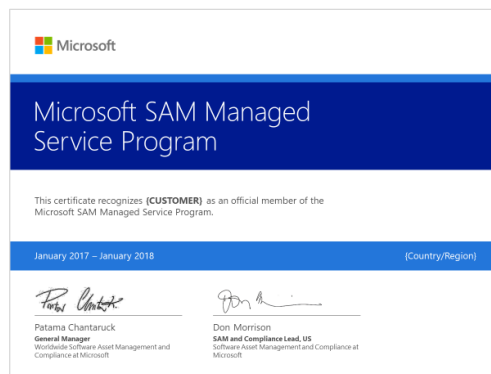 Microsoft
Microsoft SAM Managed
Service Program
This certificate recognizes {CUSTOMER} as an official member of the
Microsoft SAM Managed Service Program.
January 2017 – January 2018 {Country/Region}
Patama Chantaruck
General Manager
Worldwide Software Asset Management and
Compliance at Microsoft
Don Morrison
SAM and Compliance Lead, US
Software Asset Management and Compliance at
Microsoft